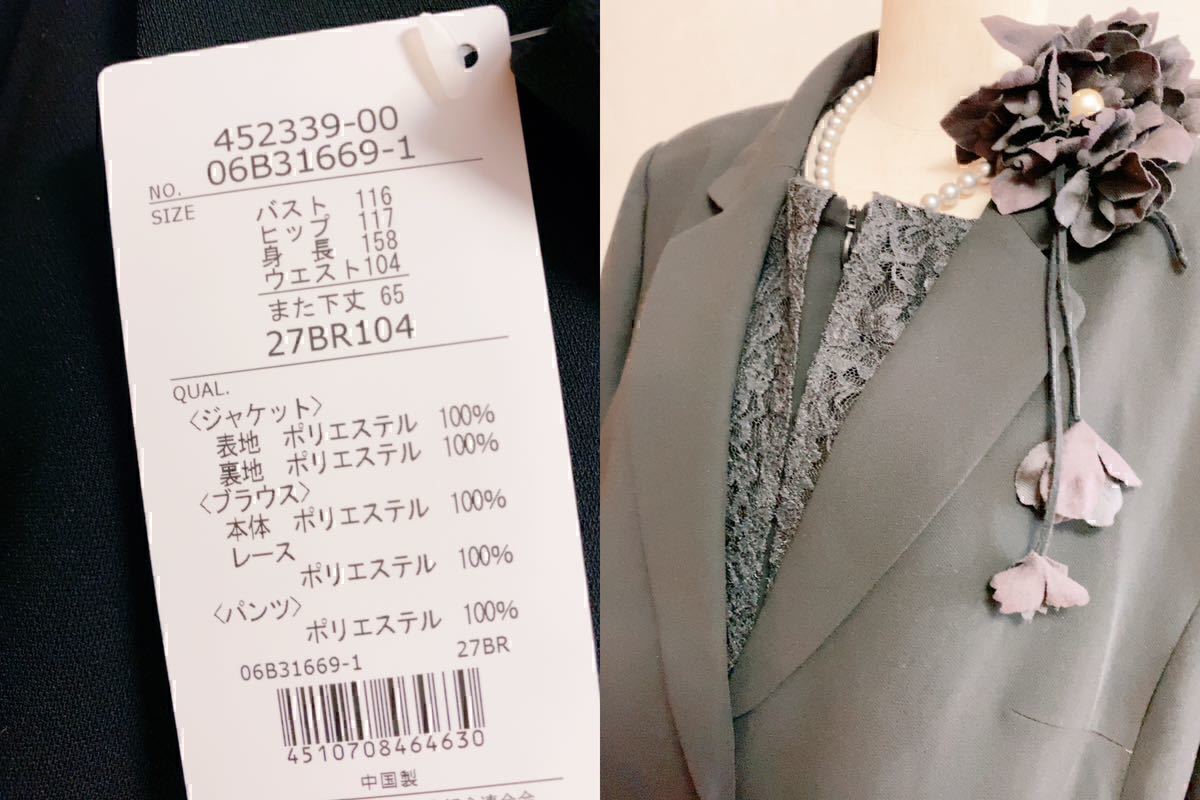 452339-00
NO. 06B31669-1
SIZE バスト 116
ヒップ 117
身長 158
ウエスト104
また下丈 65
27BR104
QUAL.
〈ジャケット〉
表地 ポリエステル 100%
裏地 ポリエステル 100%
〈ブラウス〉
本体 ポリエステル 100%
レース
ポリエステル 100%
〈パンツ〉
ポリエステル 100%
06B31669-1 27BR
4510708464630
中国製